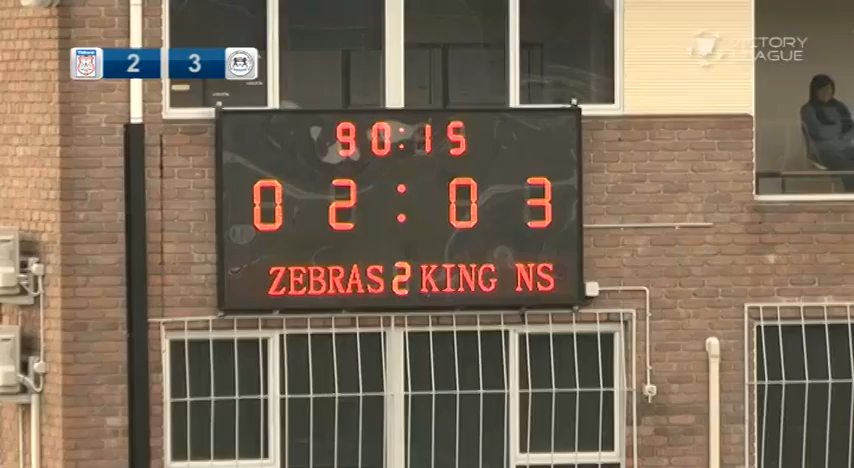 2 3
VICTORY
LEAGUE
90:15
02:03
ZEBRAS 2 KING NS